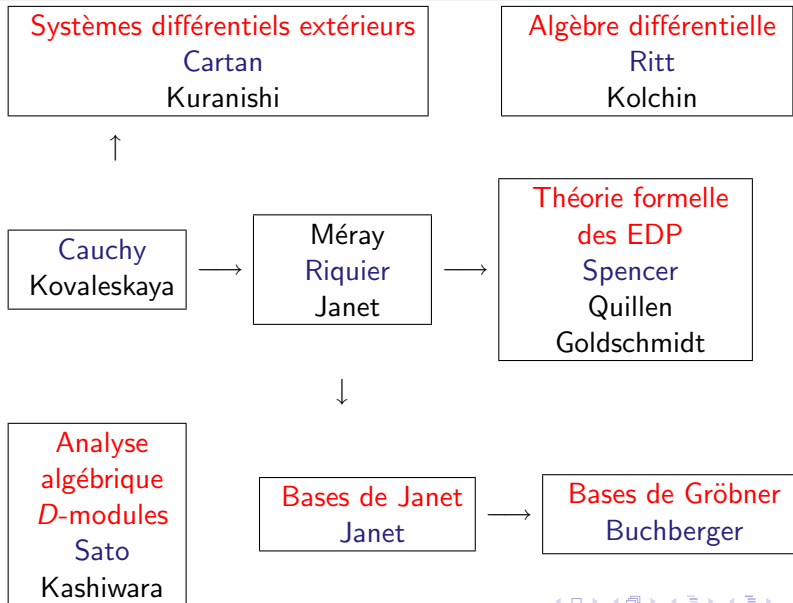 Systèmes différentiels extérieurs
Cartan
Kuranishi
Algèbre différentielle
Ritt
Kolchin
↑
Cauchy
Kovaleskaya
→
Méray
Riquier
Janet
→
Théorie formelle
des EDP
Spencer
Quillen
Goldschmidt
↓
Analyse
algébrique
D-modules
Sato
Kashiwara
Bases de Janet
Janet
→
Bases de Gröbner
Buchberger